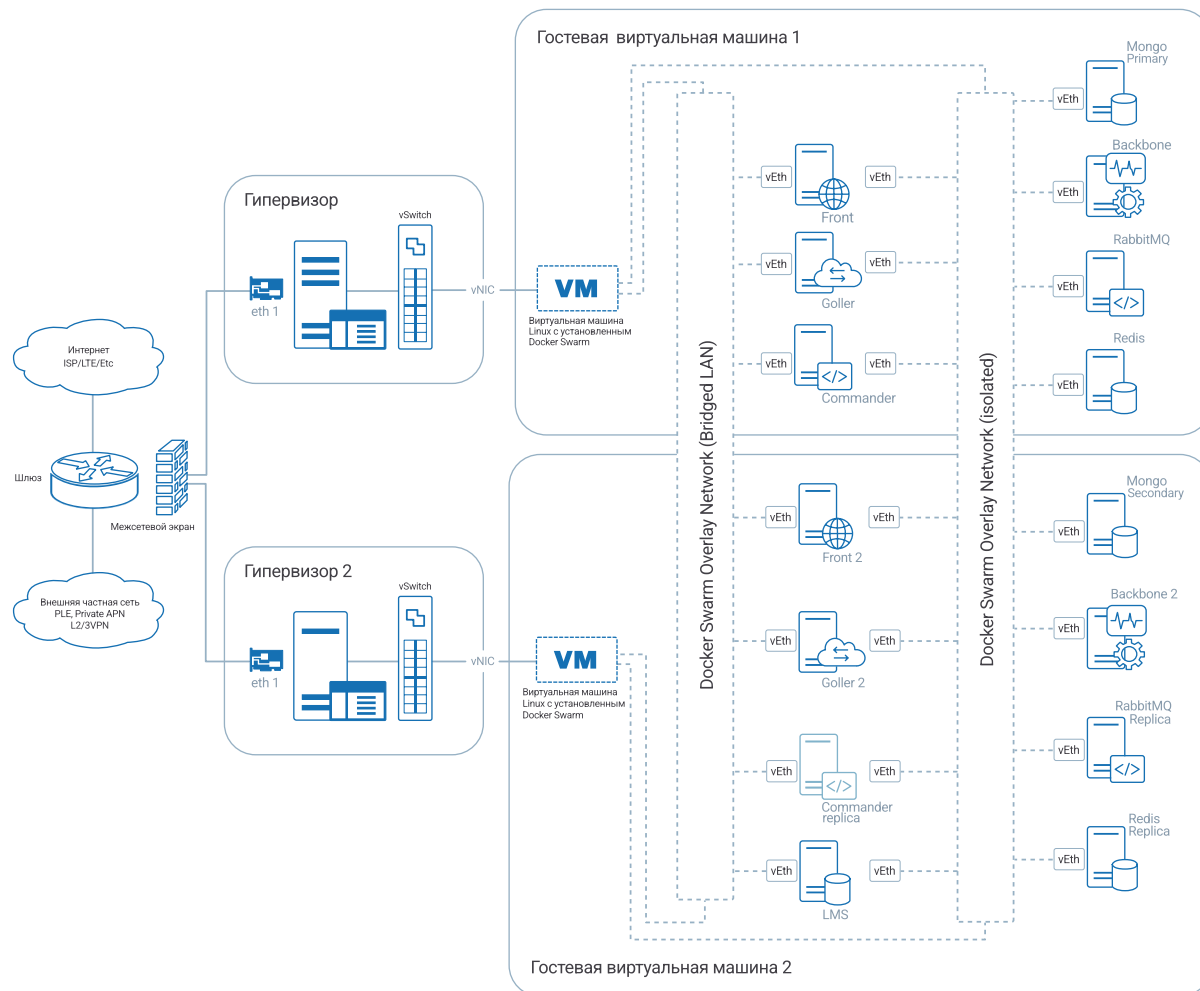 Гостевая виртуальная машина 1
Mongo
Primary
vEth
Backbone
vEth
vEth
vEth
Front
RabbitMQ
vEth
vEth
Goller
vEth
Redis
vEth
vEth
Commander
vEth
Гипервизор
vSwitch
eth 1
vNIC
VM
Виртуальная машина
Linux с установленным
Docker Swarm
Интернет
ISP/LTE/Etc
Шлюз
Межсетевой экран
Внешняя частная сеть
PLE, Private APN
L2/3VPN
Docker Swarm Overlay Network (Bridged LAN)
Docker Swarm Overlay Network (isolated)
Гипервизор 2
vSwitch
eth 1
vNIC
VM
Виртуальная машина
Linux с установленным
Docker Swarm
Mongo
Secondary
vEth
vEth
vEth
Front 2
Backbone 2
vEth
vEth
vEth
Goller 2
RabbitMQ
Replica
vEth
vEth
vEth
Commander
replica
Redis
Replica
vEth
vEth
vEth
LMS
Гостевая виртуальная машина 2